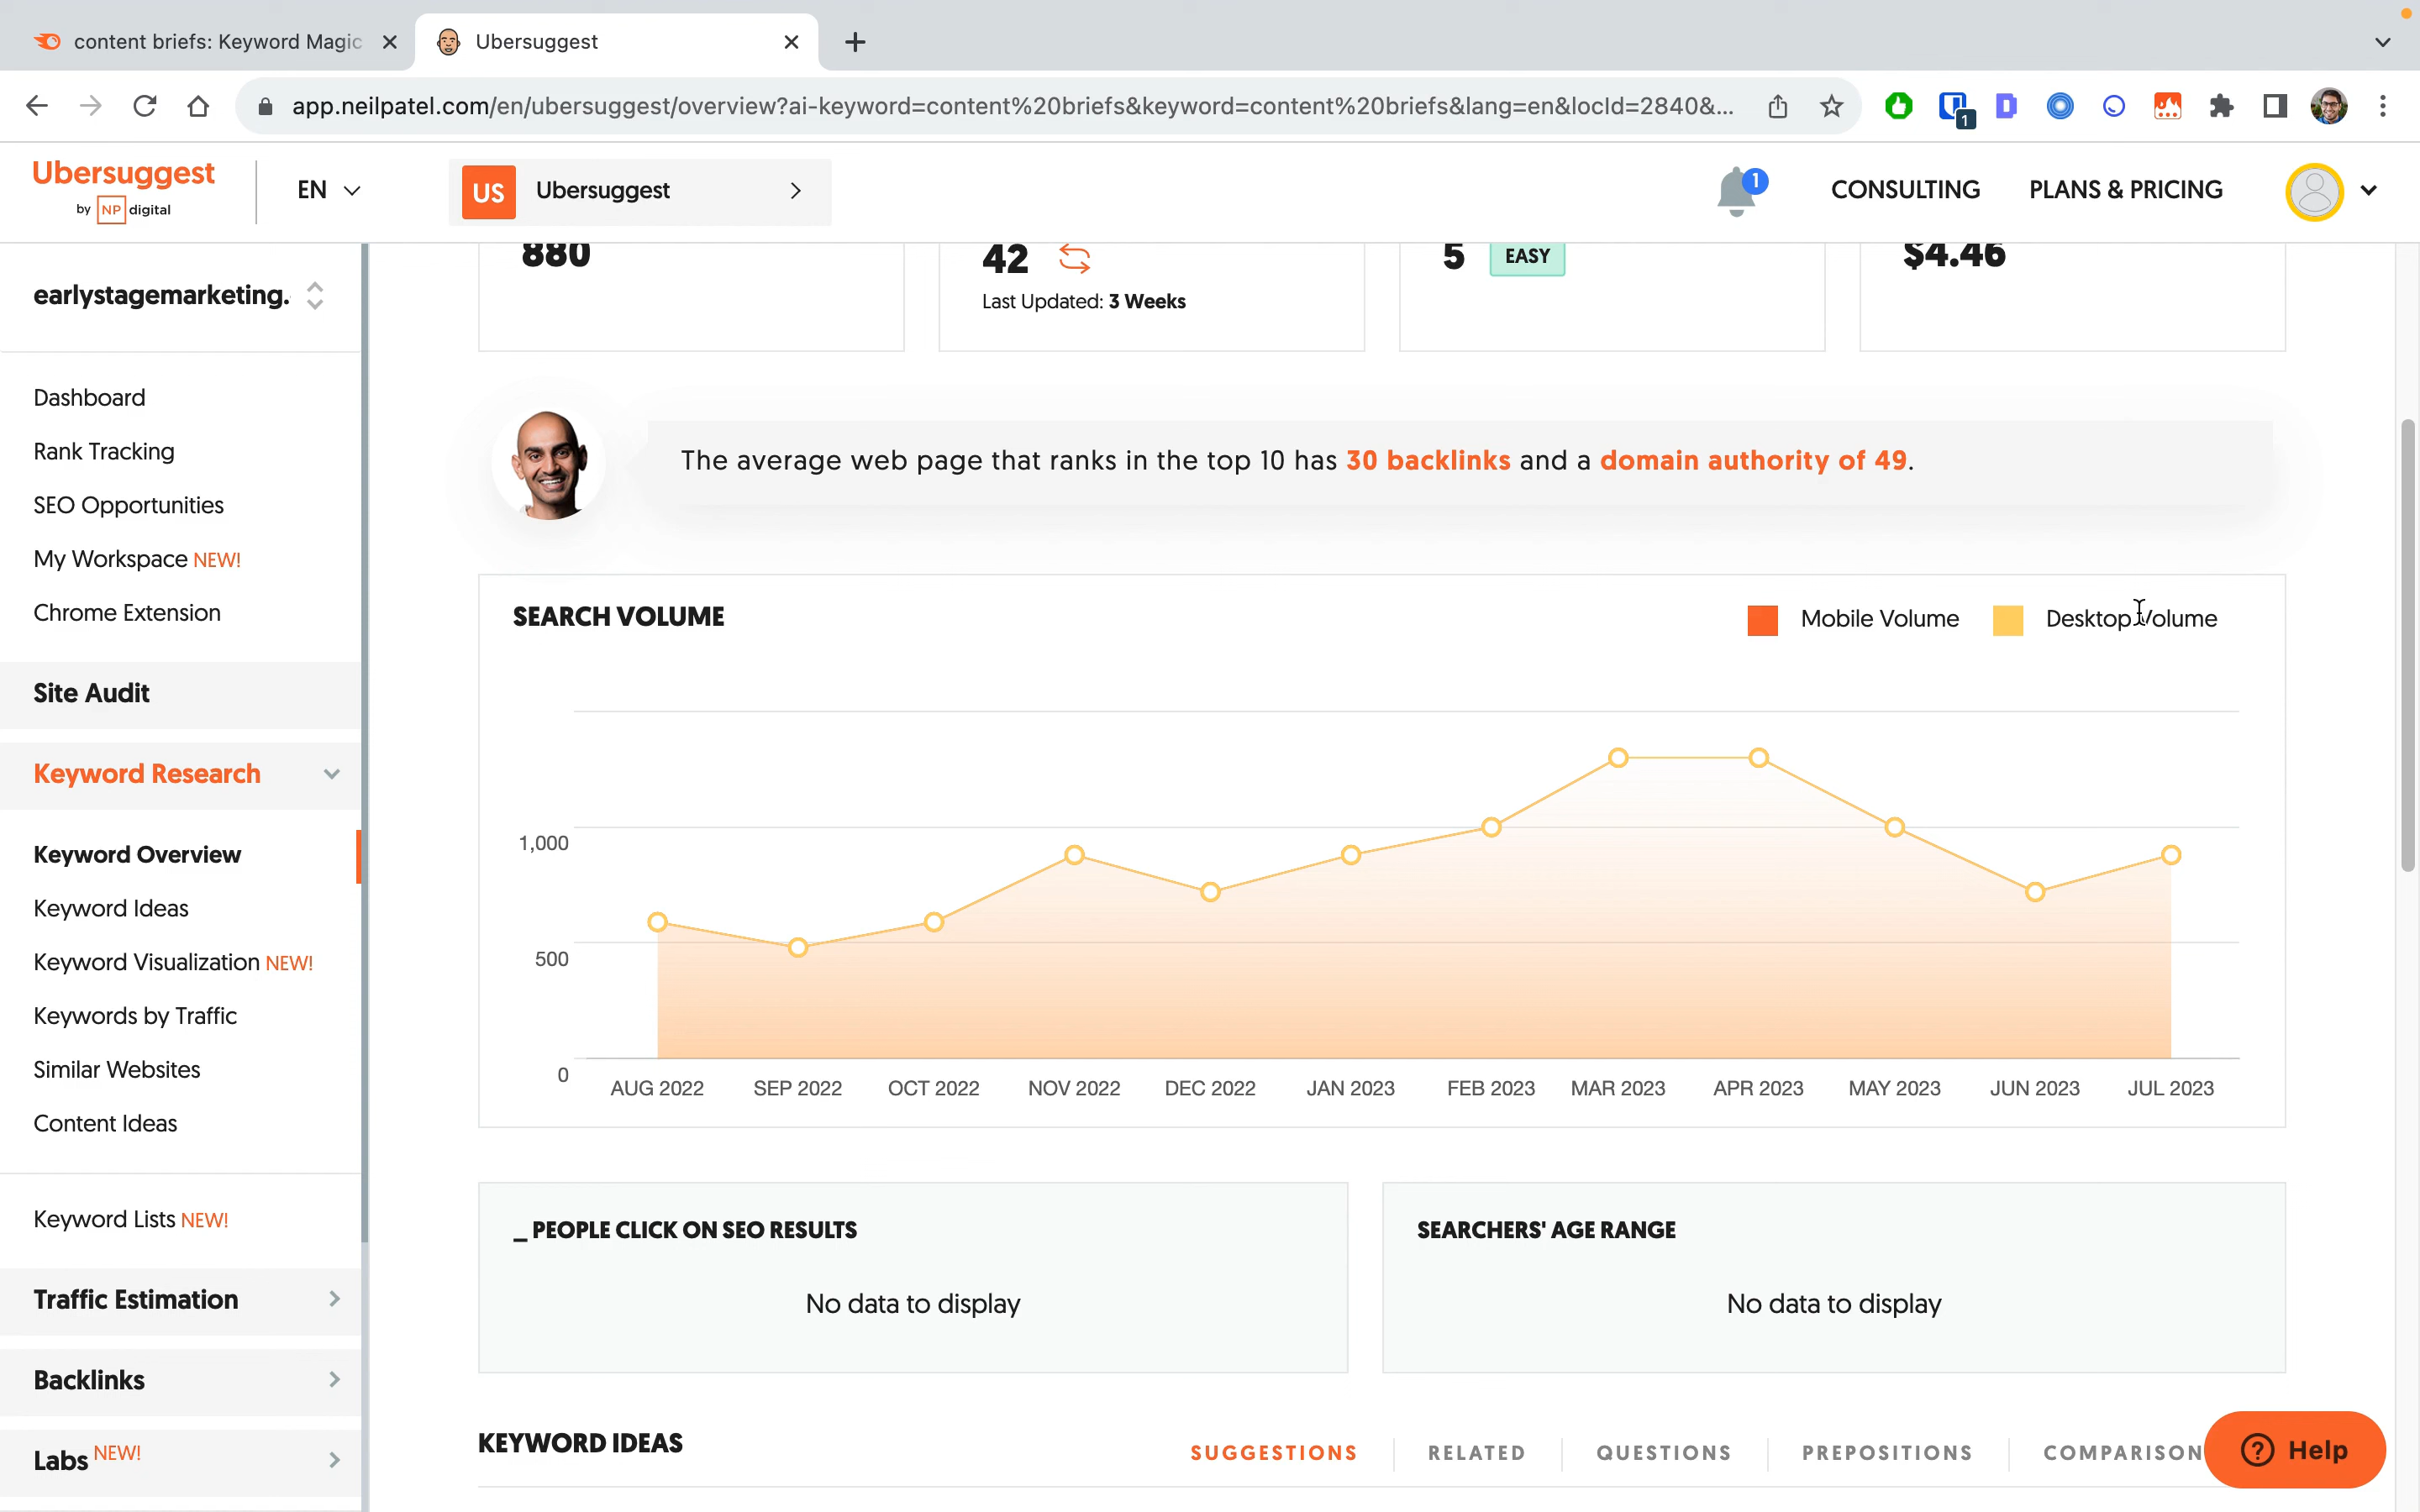 content briefs: Keyword Magic
Ubersuggest
app.neilpatel.com/en/ubersuggest/overview?ai-keyword=content%20briefs&keyword=content%20briefs&lang=en&locId=2840&...
1
Ubersuggest
by NP digital
EN
US Ubersuggest
1
CONSULTING
PLANS & PRICING
earlystagemarketing.
Dashboard
Rank Tracking
SEO Opportunities
My Workspace NEW!
Chrome Extension
Site Audit
Keyword Research
Keyword Overview
Keyword Ideas
Keyword Visualization NEW!
Keywords by Traffic
Similar Websites
Content Ideas
Keyword Lists NEW!
Traffic Estimation
Backlinks
Labs NEW!
880
42
Last Updated: 3 Weeks
5 EASY
$4.46
The average web page that ranks in the top 10 has 30 backlinks and a domain authority of 49.
SEARCH VOLUME
Mobile Volume
Desktop Volume
1,000
500
0
AUG 2022 SEP 2022 OCT 2022 NOV 2022 DEC 2022 JAN 2023 FEB 2023 MAR 2023 APR 2023 MAY 2023 JUN 2023 JUL 2023
_ PEOPLE CLICK ON SEO RESULTS
No data to display
SEARCHERS' AGE RANGE
No data to display
KEYWORD IDEAS
SUGGESTIONS RELATED QUESTIONS PREPOSITIONS COMPARISON
? Help